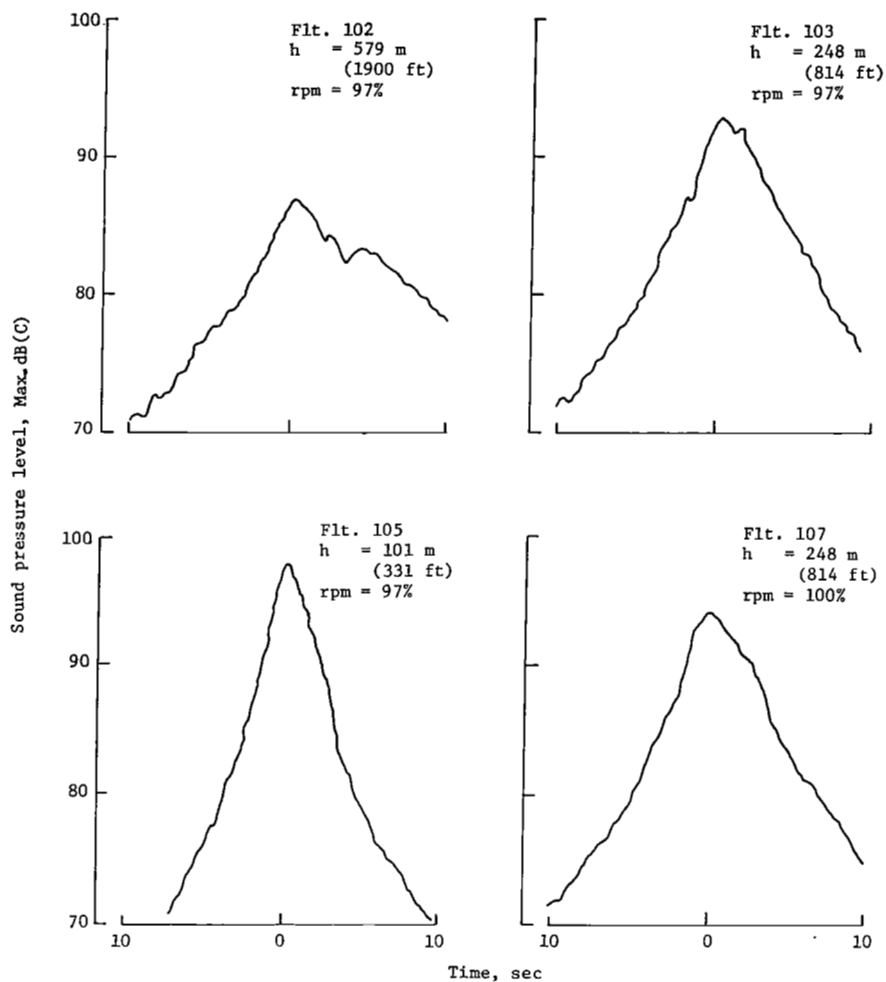 100
90
80
70
Flt. 102
h = 579 m
(1900 ft)
rpm = 97%
Flt. 103
h = 248 m
(814 ft)
rpm = 97%
Sound pressure level, Max. dB(C)
100
90
80
70
Flt. 105
h = 101 m
(331 ft)
rpm = 97%
Flt. 107
h = 248 m
(814 ft)
rpm = 100%
10 0 10
10 0 10
Time, sec